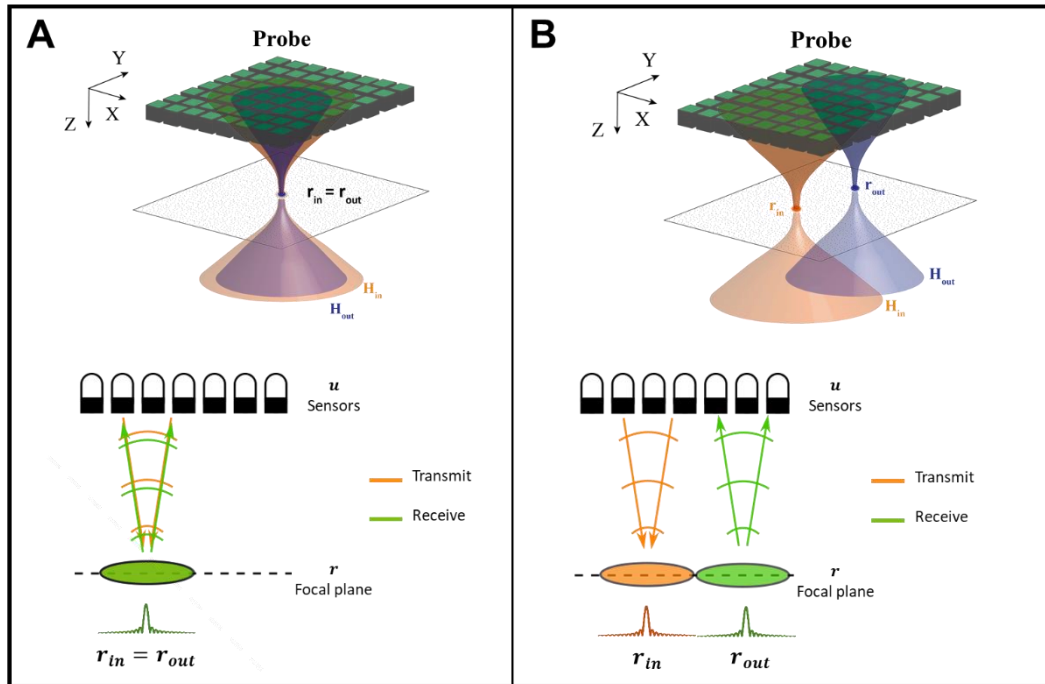 A
Probe
Y
X
Z
r_in = r_out
H_in
H_out
u
Sensors
Transmit
Receive
r
Focal plane
r_in = r_out
B
Probe
Y
X
Z
r_out
r_in
H_out
H_in
u
Sensors
Transmit
Receive
r
Focal plane
r_in r_out